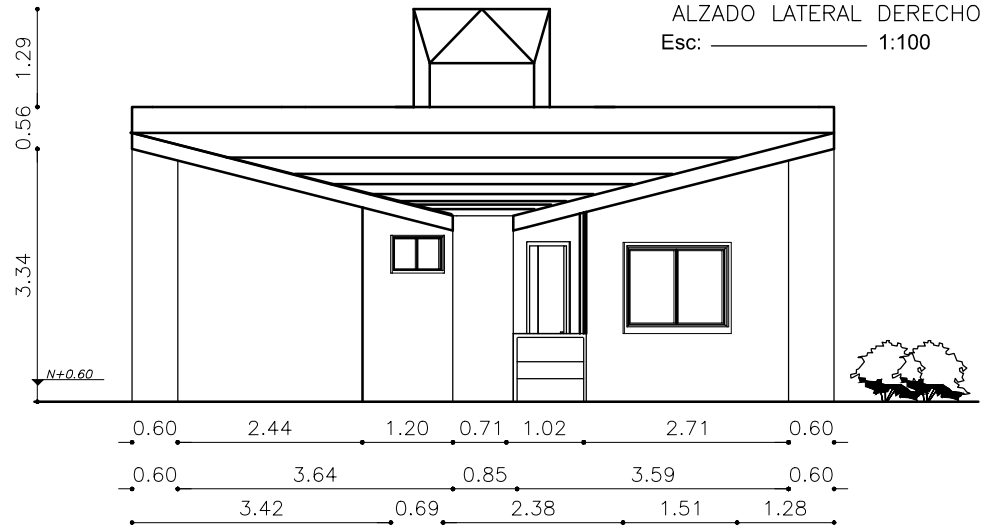 ALZADO LATERAL DERECHO
Esc: 1:100
1.29
0.56
3.34
N+0.60
0.60 2.44 1.20 0.71 1.02 2.71 0.60
0.60 3.64 0.85 3.59 0.60
3.42 0.69 2.38 1.51 1.28